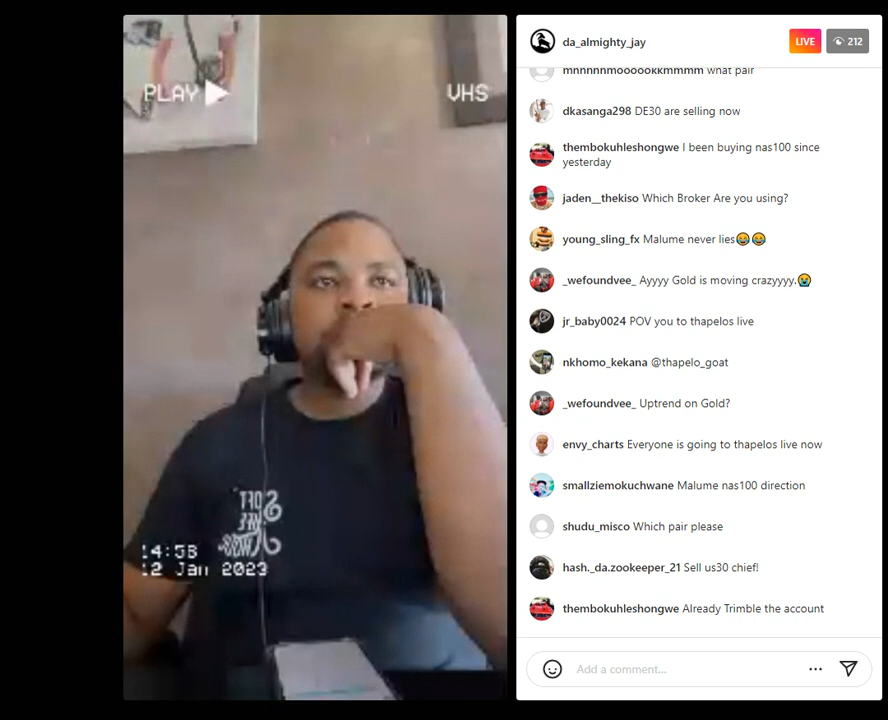 PLAY
VHS
14:58
12 Jan 2023
da_almighty_jay
LIVE
212
mnnnnnmoooookkmmmm what pair
dkasanga298 DE30 are selling now
thembokuhleshongwe I been buying nas100 since
yesterday
jaden__thekiso Which Broker Are you using?
young_sling_fx Malume never lies😂😂
_wefoundvee_ Ayyyy Gold is moving crazyyyy.😭
jr_baby0024 POV you to thapelos live
nkhomo_kekana @thapelo_goat
_wefoundvee_ Uptrend on Gold?
envy_charts Everyone is going to thapelos live now
smallziemokuchwane Malume nas100 direction
shudu_misco Which pair please
hash._da.zookeeper_21 Sell us30 chief!
thembokuhleshongwe Already Trimble the account
Add a comment...